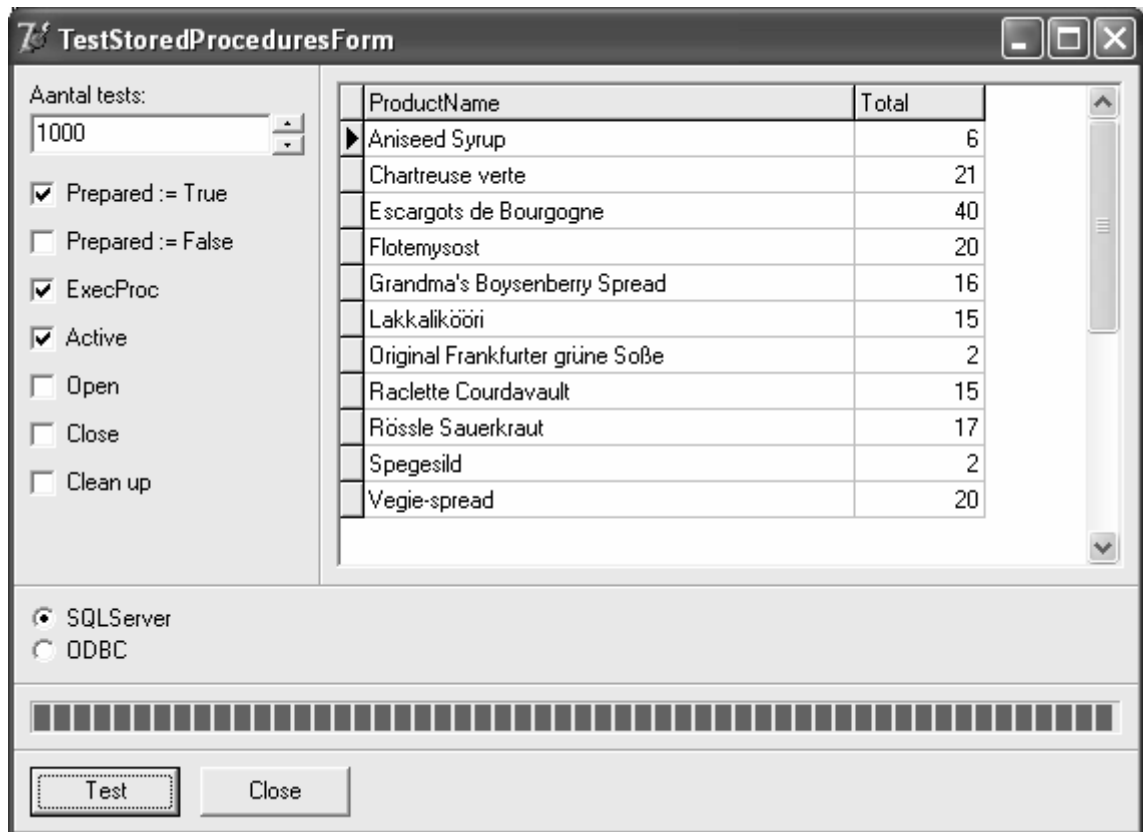 TestStoredProceduresForm
Aantal tests:
1000
Prepared := True
Prepared := False
ExecProc
Active
Open
Close
Clean up
ProductName Total
Aniseed Syrup 6
Chartreuse verte 21
Escargots de Bourgogne 40
Flotemysost 20
Grandma's Boysenberry Spread 16
Lakkalikööri 15
Original Frankfurter grüne Soße 2
Raclette Courdavault 15
Rössle Sauerkraut 17
Spegesild 2
Vegie-spread 20
SQLServer
ODBC
Test Close